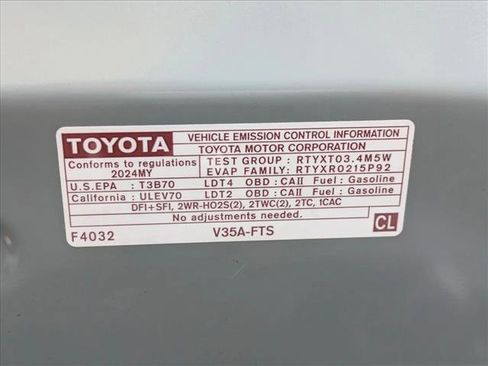 TOYOTA VEHICLE EMISSION CONTROL INFORMATION
TOYOTA MOTOR CORPORATION
Conforms to regulations TEST GROUP : RTYXT03.4M5W
2024MY EVAP FAMILY: RTYXR0215P92
U.S.EPA : T3B70 LDT4 OBD : CAII Fuel : Gasoline
California : ULEV70 LDT2 OBD : CAII Fuel : Gasoline
DFI+SFI, 2WR-HO2S(2), 2TWC(2), 2TC, 1CAC
No adjustments needed.
F4032 V35A-FTS CL